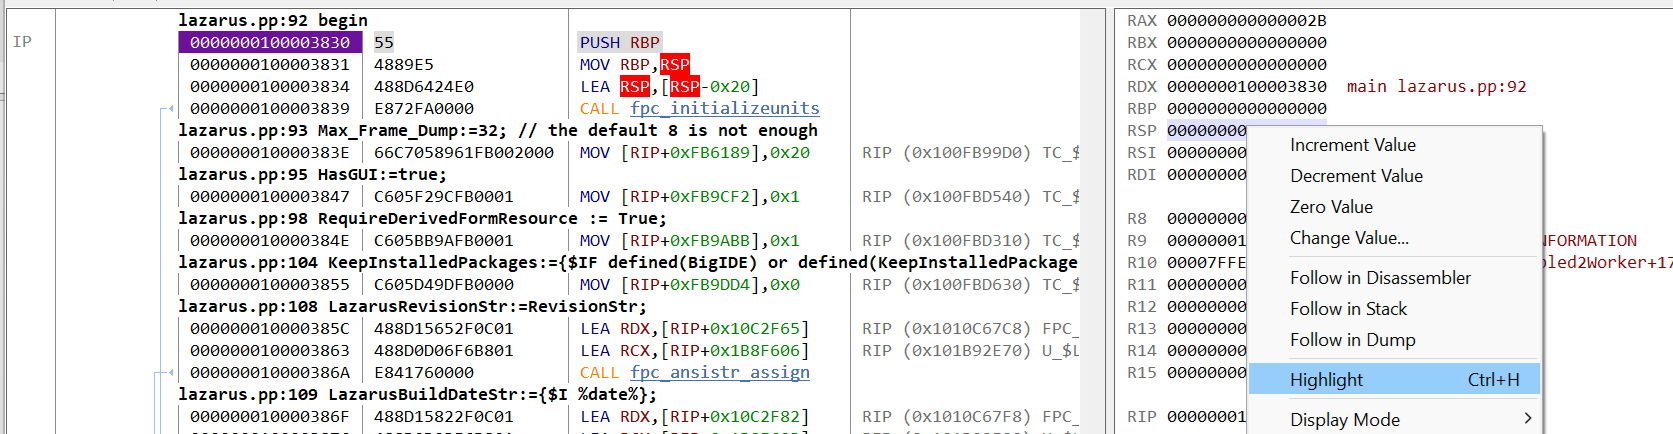 lazarus.pp:92 begin
IP 0000000100003830 55 PUSH RBP
0000000100003831 4889E5 MOV RBP,RSP
0000000100003834 488D6424E0 LEA RSP,[RSP-0x20]
0000000100003839 E872FA0000 CALL fpc_initializeunits
lazarus.pp:93 Max_Frame_Dump:=32; // the default 8 is not enough
000000010000383E 66C7058961FB002000 MOV [RIP+0xFB6189],0x20 RIP (0x100FB99D0) TC_$
lazarus.pp:95 HasGUI:=true;
0000000100003847 C605F29CFB0001 MOV [RIP+0xFB9CF2],0x1 RIP (0x100FBD540) TC_$
lazarus.pp:98 RequireDerivedFormResource := True;
000000010000384E C605BB9AFB0001 MOV [RIP+0xFB9ABB],0x1 RIP (0x100FBD310) TC_$
lazarus.pp:104 KeepInstalledPackages:={$IF defined(BigIDE) or defined(KeepInstalledPackage
0000000100003855 C605D49DFB0000 MOV [RIP+0xFB9DD4],0x0 RIP (0x100FBD630) TC_$
lazarus.pp:108 LazarusRevisionStr:=RevisionStr;
000000010000385C 488D15652F0C01 LEA RDX,[RIP+0x10C2F65] RIP (0x1010C67C8) FPC_
0000000100003863 488D0D06F6B801 LEA RCX,[RIP+0x1B8F606] RIP (0x101B92E70) U_$L
000000010000386A E841760000 CALL fpc_ansistr_assign
lazarus.pp:109 LazarusBuildDateStr:={$I %date%};
000000010000386F 488D15822F0C01 LEA RDX,[RIP+0x10C2F82] RIP (0x1010C67F8) FPC_
RAX 000000000000002B
RBX 0000000000000000
RCX 0000000000000000
RDX 0000000100003830 main lazarus.pp:92
RBP 0000000000000000
RSP 00000000
RSI 00000000
RDI 00000000
R8 00000000
R9 00000001 NFORMATION
R10 00007FFE oled2Worker+17
R11 00000000
R12 00000000
R13 00000000
R14 00000000
R15 00000000
RIP 00000001
Increment Value
Decrement Value
Zero Value
Change Value...
Follow in Disassembler
Follow in Stack
Follow in Dump
Highlight Ctrl+H
Display Mode